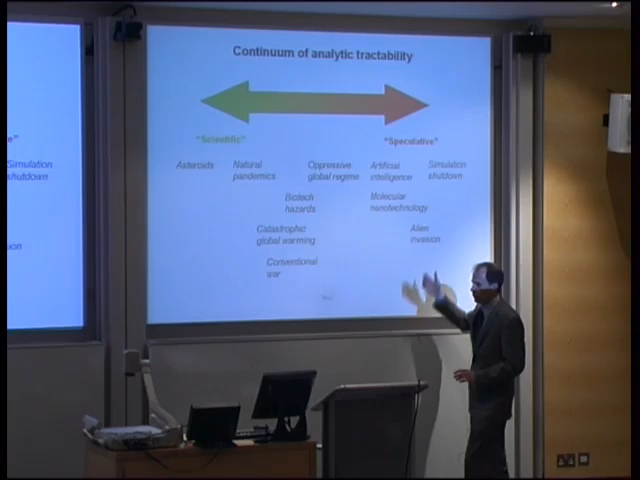 Continuum of analytic tractability
"Scientific"
"Speculative"
Asteroids
Natural
pandemics
Oppressive
global regime
Artificial
intelligence
Simulation
shutdown
Biotech
hazards
Molecular
nanotechnology
Catastrophic
global warming
Alien
invasion
Conventional
war
e"
Simulation
shutdown
ion